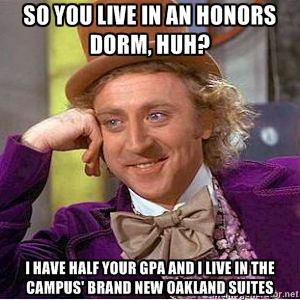 SO YOU LIVE IN AN HONORS
DORM, HUH?
I HAVE HALF YOUR GPA AND I LIVE IN THE
CAMPUS' BRAND NEW OAKLAND SUITES